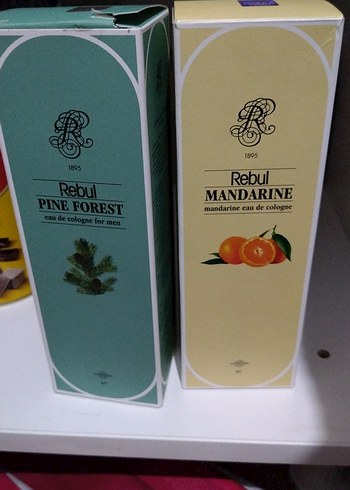 1895
Rebul
PINE FOREST
eau de cologne for men
1895
Rebul
MANDARINE
mandarine eau de cologne